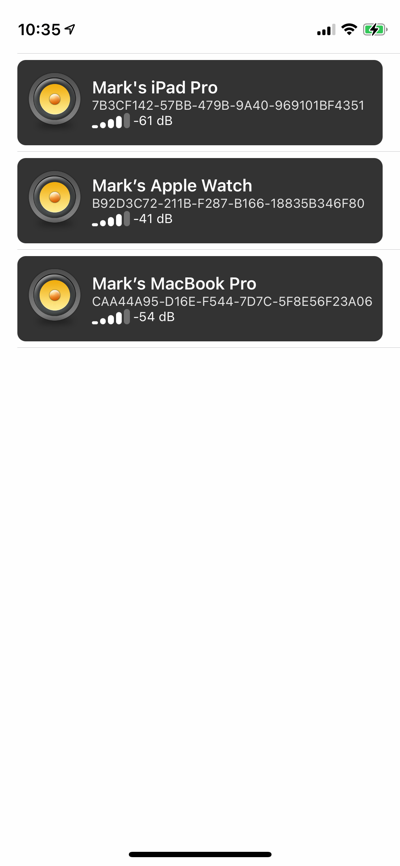 10:35
Mark's iPad Pro
7B3CF142-57BB-479B-9A40-969101BF4351
-61 dB
Mark’s Apple Watch
B92D3C72-211B-F287-B166-18835B346F80
-41 dB
Mark’s MacBook Pro
CAA44A95-D16E-F544-7D7C-5F8E56F23A06
-54 dB